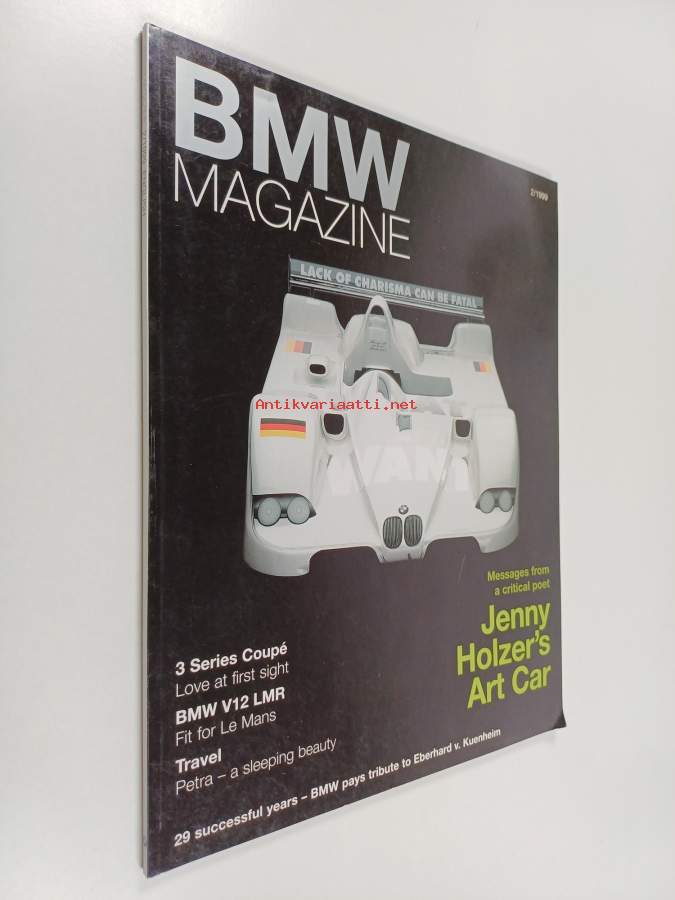 BMW
MAGAZINE
2/1999
LACK OF CHARISMA CAN BE FATAL
Antikvariaatti.net
WANT
Messages from
a critical poet
Jenny
Holzer's
Art Car
3 Series Coupé
Love at first sight
BMW V12 LMR
Fit for Le Mans
Travel
Petra – a sleeping beauty
29 successful years – BMW pays tribute to Eberhard v. Kuenheim